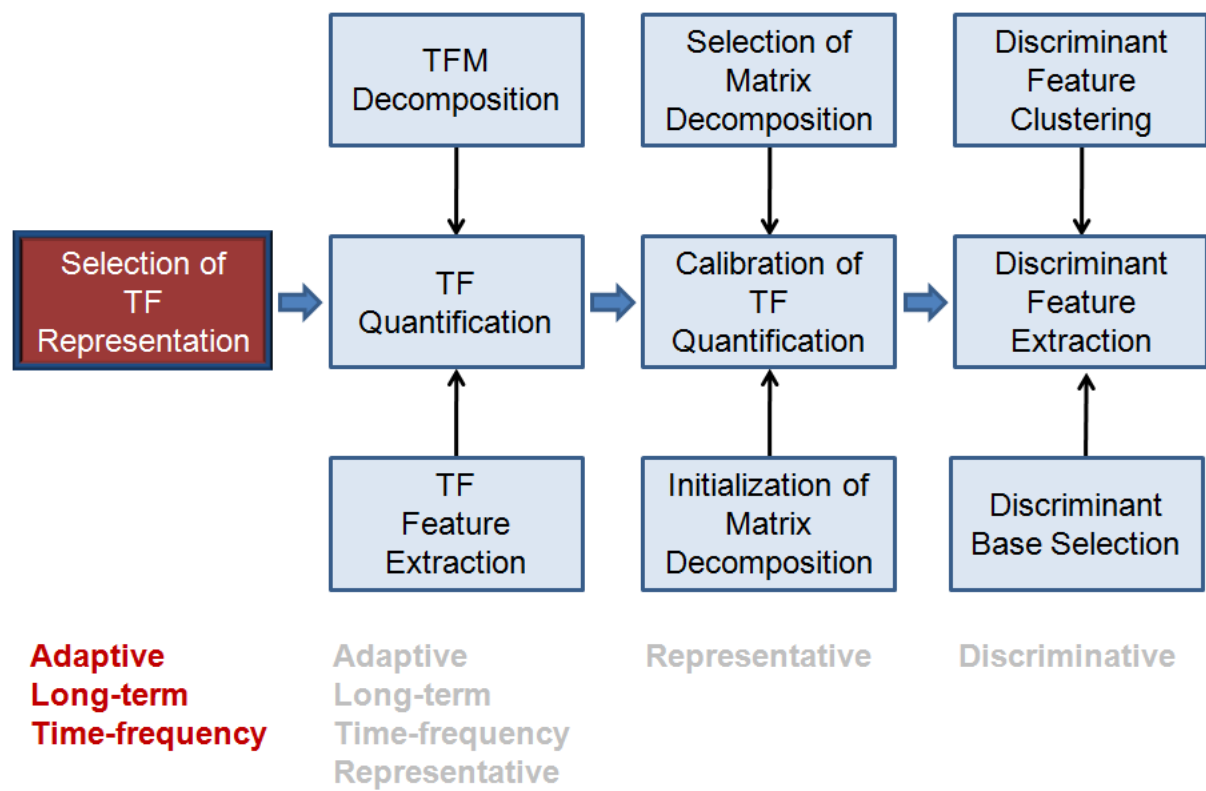 TFM
Decomposition
Selection of
Matrix
Decomposition
Discriminant
Feature
Clustering
Selection of
TF
Representation
TF
Quantification
Calibration of
TF
Quantification
Discriminant
Feature
Extraction
TF
Feature
Extraction
Initialization of
Matrix
Decomposition
Discriminant
Base Selection
Adaptive
Long-term
Time-frequency
Adaptive
Long-term
Time-frequency
Representative
Representative
Discriminative